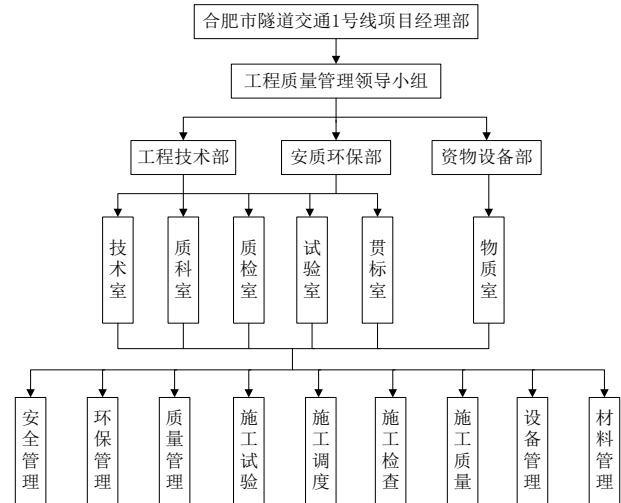 合肥市隧道交通1号线项目经理部
工程质量管理领导小组
工程技术部
安质环保部
资物设备部
技术室
质科室
质检室
试验室
贯标室
物质室
安全管理
环保管理
质量管理
施工试验
施工调度
施工检查
施工质量
设备管理
材料管理